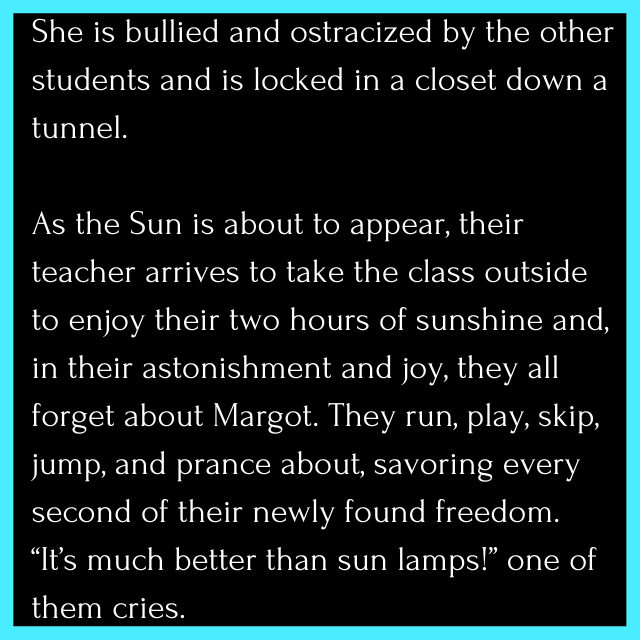 She is bullied and ostracized by the other
students and is locked in a closet down a
tunnel.
As the Sun is about to appear, their
teacher arrives to take the class outside
to enjoy their two hours of sunshine and,
in their astonishment and joy, they all
forget about Margot. They run, play, skip,
jump, and prance about, savoring every
second of their newly found freedom.
“It’s much better than sun lamps!” one of
them cries.